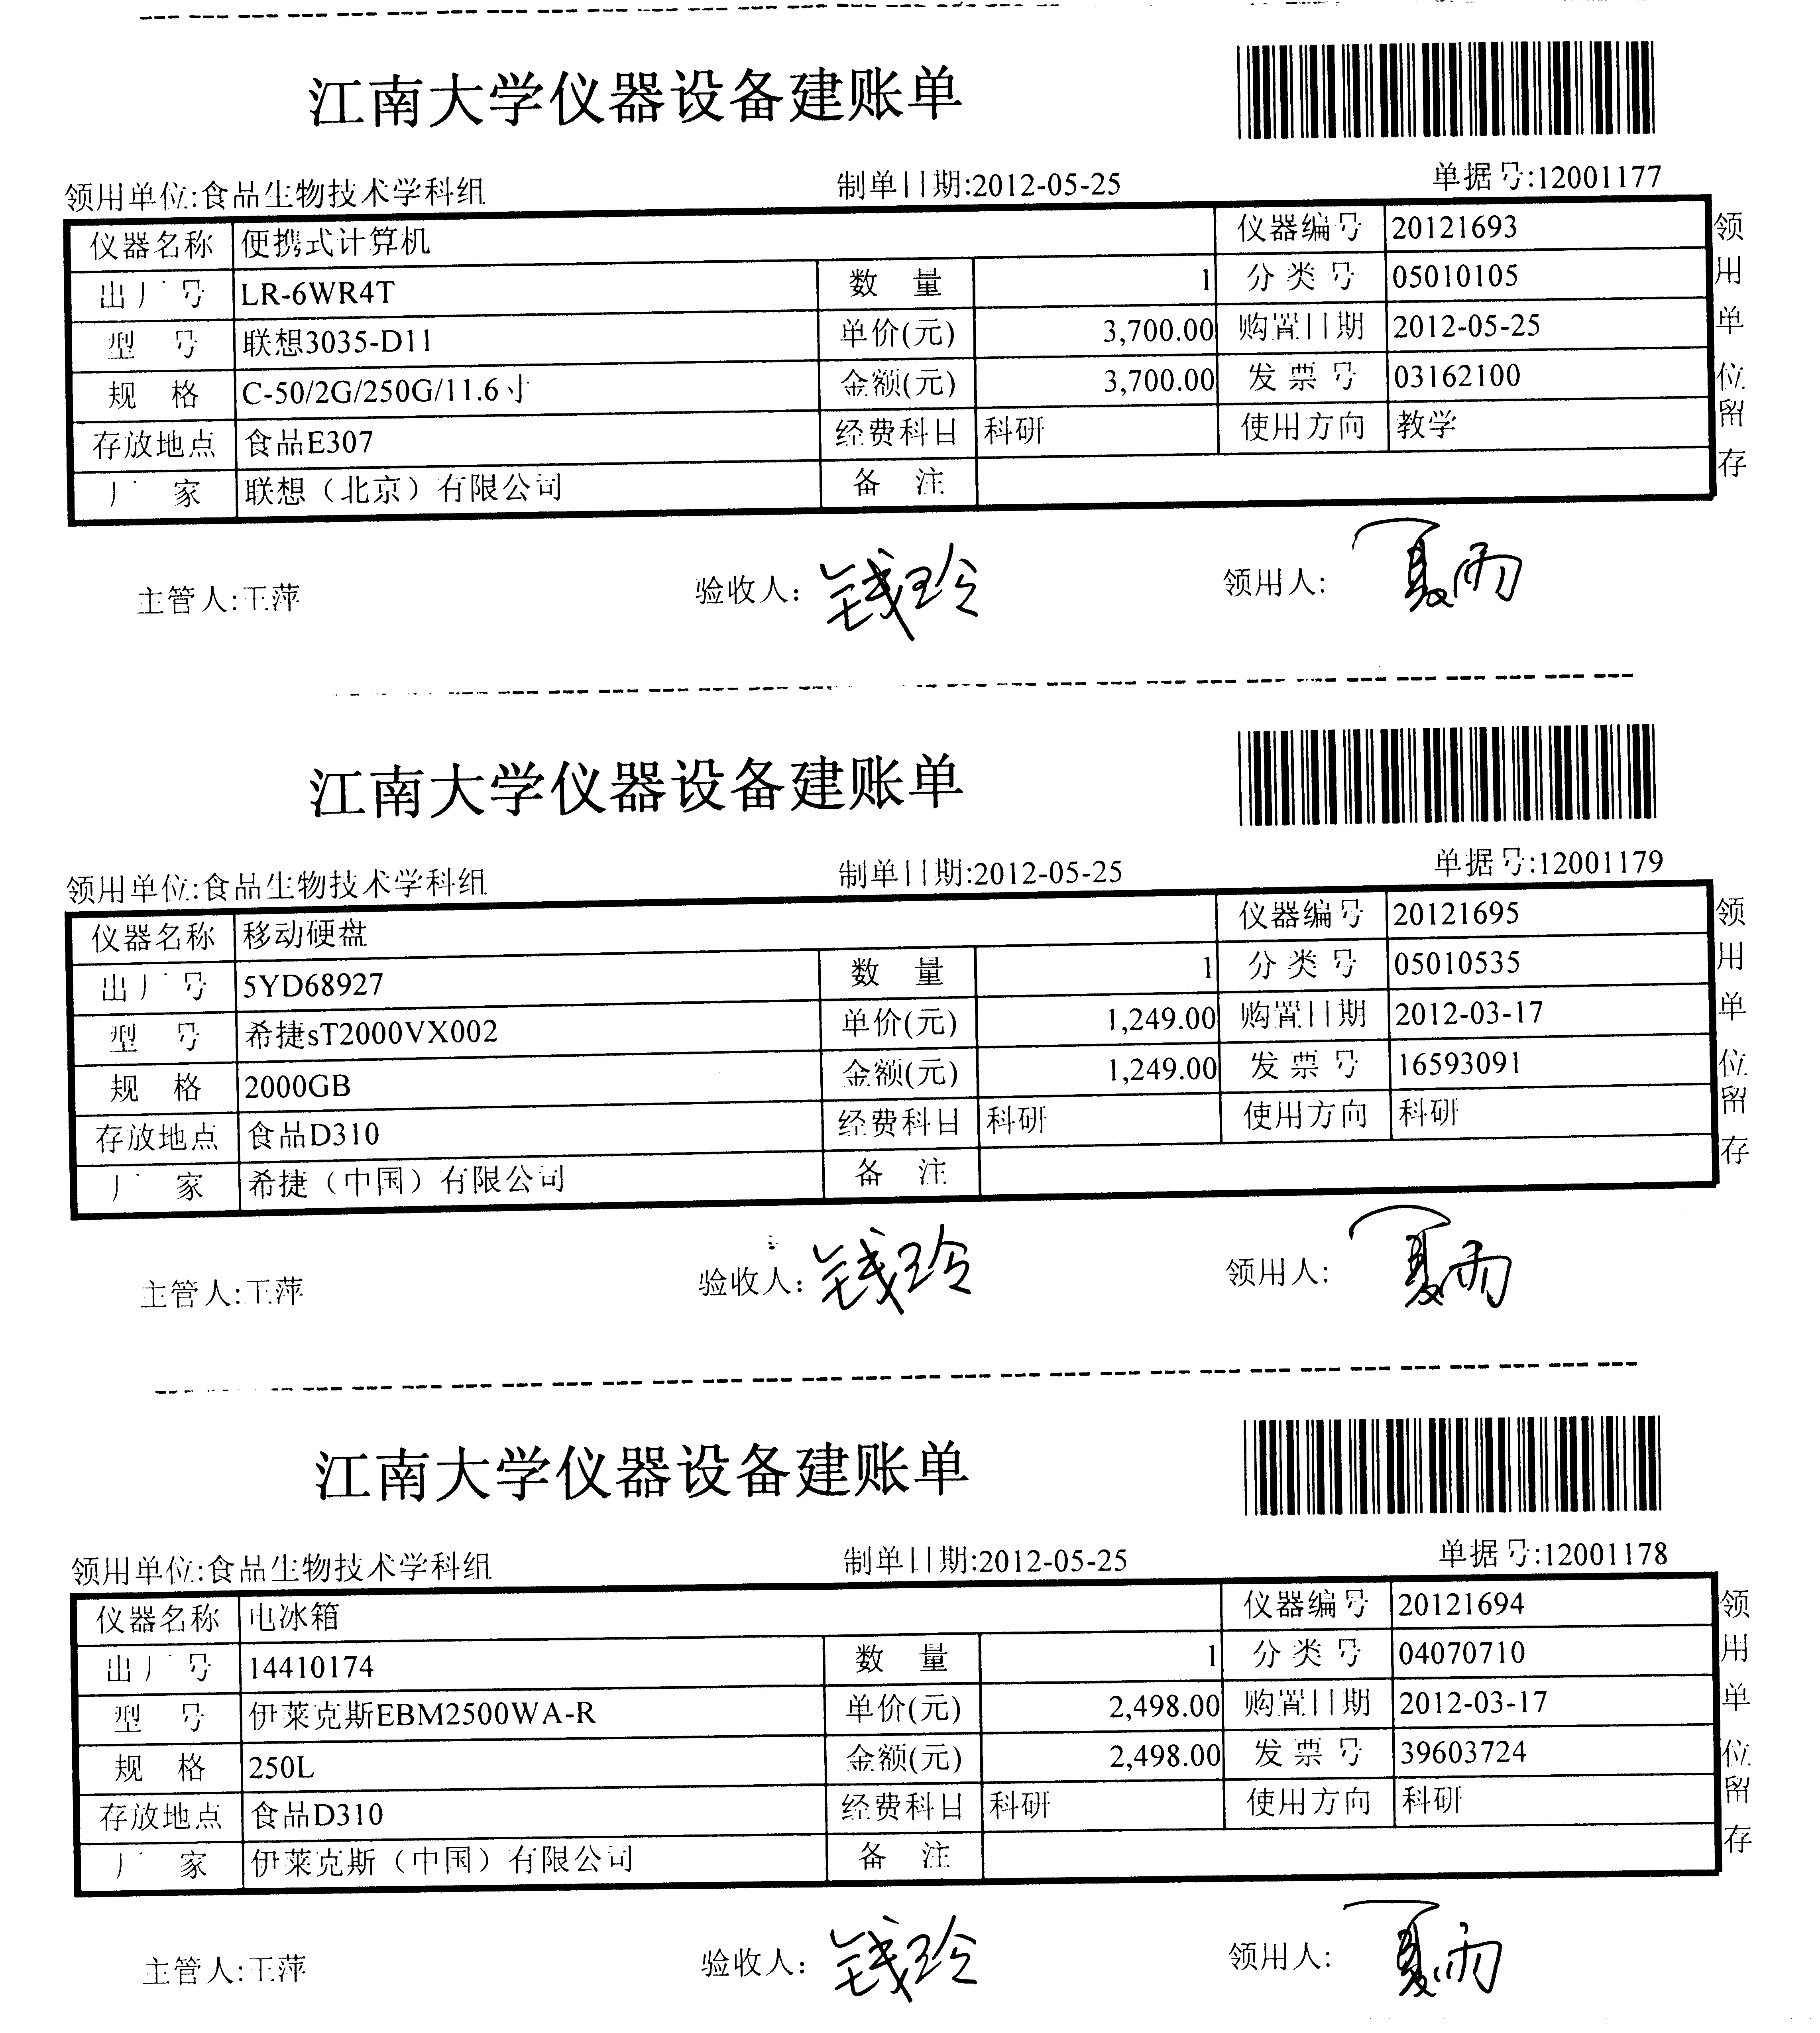 江南大学仪器设备建账单
领用单位:食品生物技术学科组 制单日期:2012-05-25 单据号:12001177
仪器名称 便携式计算机 仪器编号 20121693
出厂号 LR-6WR4T 数 量 1 分 类 号 05010105
型 号 联想3035-D11 单价(元) 3,700.00 购置日期 2012-05-25
规 格 C-50/2G/250G/11.6寸 金额(元) 3,700.00 发 票 号 03162100
存放地点 食品E307 经费科目 科研 使用方向 教学
厂 家 联想（北京）有限公司 备 注
领用单位留存
主管人:王萍 验收人: 钱玲 领用人: 夏雨
江南大学仪器设备建账单
领用单位:食品生物技术学科组 制单日期:2012-05-25 单据号:12001179
仪器名称 移动硬盘 仪器编号 20121695
出厂号 5YD68927 数 量 1 分 类 号 05010535
型 号 希捷sT2000VX002 单价(元) 1,249.00 购置日期 2012-03-17
规 格 2000GB 金额(元) 1,249.00 发 票 号 16593091
存放地点 食品D310 经费科目 科研 使用方向 科研
厂 家 希捷（中国）有限公司 备 注
领用单位留存
主管人:王萍 验收人: 钱玲 领用人: 夏雨
江南大学仪器设备建账单
领用单位:食品生物技术学科组 制单日期:2012-05-25 单据号:12001178
仪器名称 电冰箱 仪器编号 20121694
出厂号 14410174 数 量 1 分 类 号 04070710
型 号 伊莱克斯EBM2500WA-R 单价(元) 2,498.00 购置日期 2012-03-17
规 格 250L 金额(元) 2,498.00 发 票 号 39603724
存放地点 食品D310 经费科目 科研 使用方向 科研
厂 家 伊莱克斯（中国）有限公司 备 注
领用单位留存
主管人:王萍 验收人: 钱玲 领用人: 夏雨